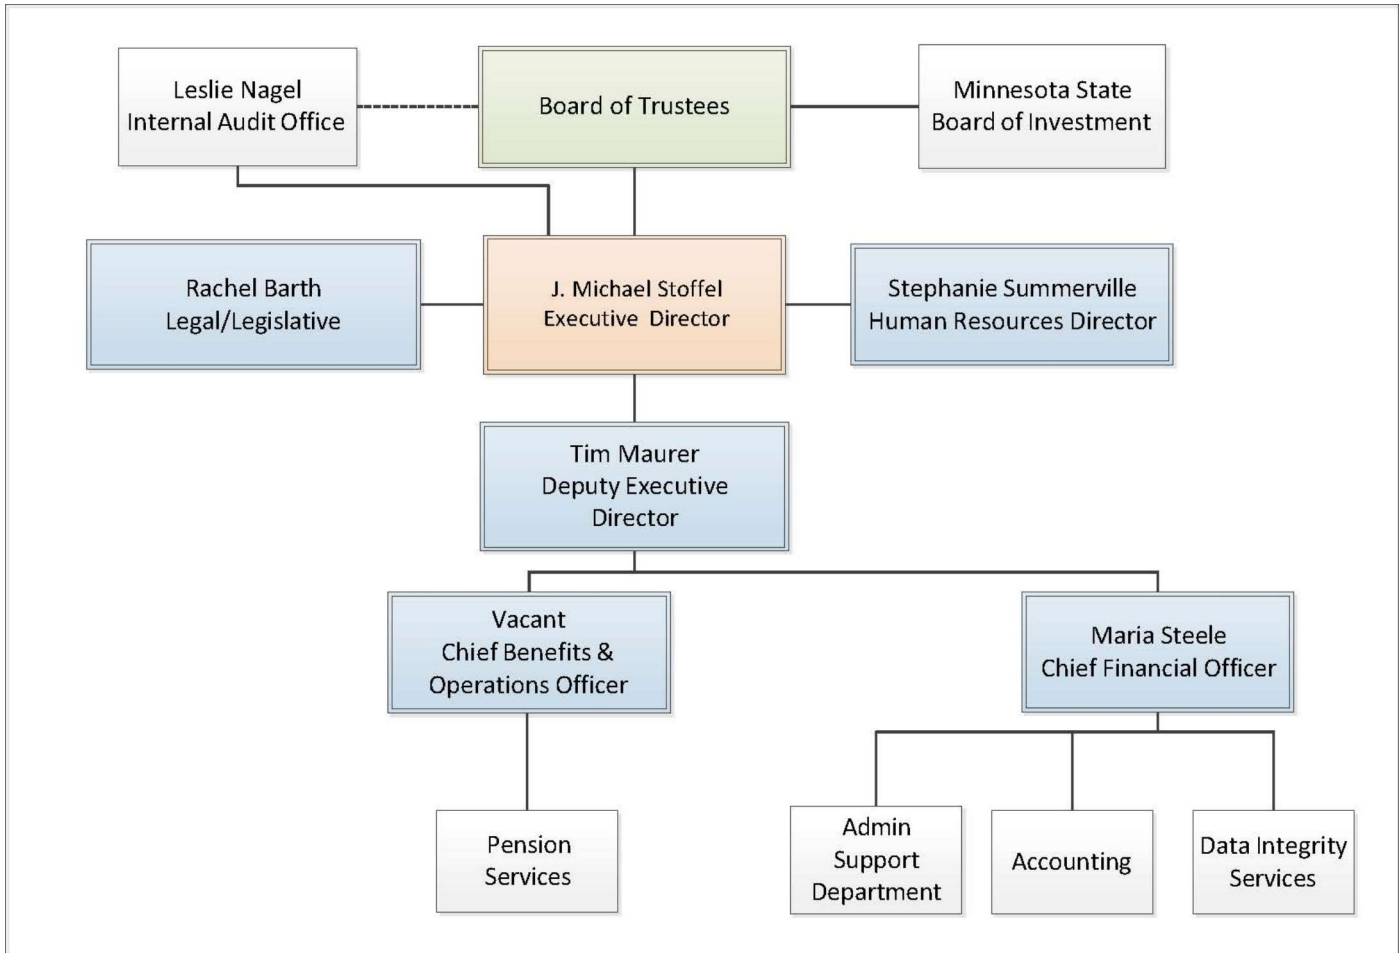 Leslie Nagel
Internal Audit Office
Board of Trustees
Minnesota State
Board of Investment
Rachel Barth
Legal/Legislative
J. Michael Stoffel
Executive Director
Stephanie Summerville
Human Resources Director
Tim Maurer
Deputy Executive
Director
Vacant
Chief Benefits &
Operations Officer
Maria Steele
Chief Financial Officer
Pension
Services
Admin
Support
Department
Accounting
Data Integrity
Services